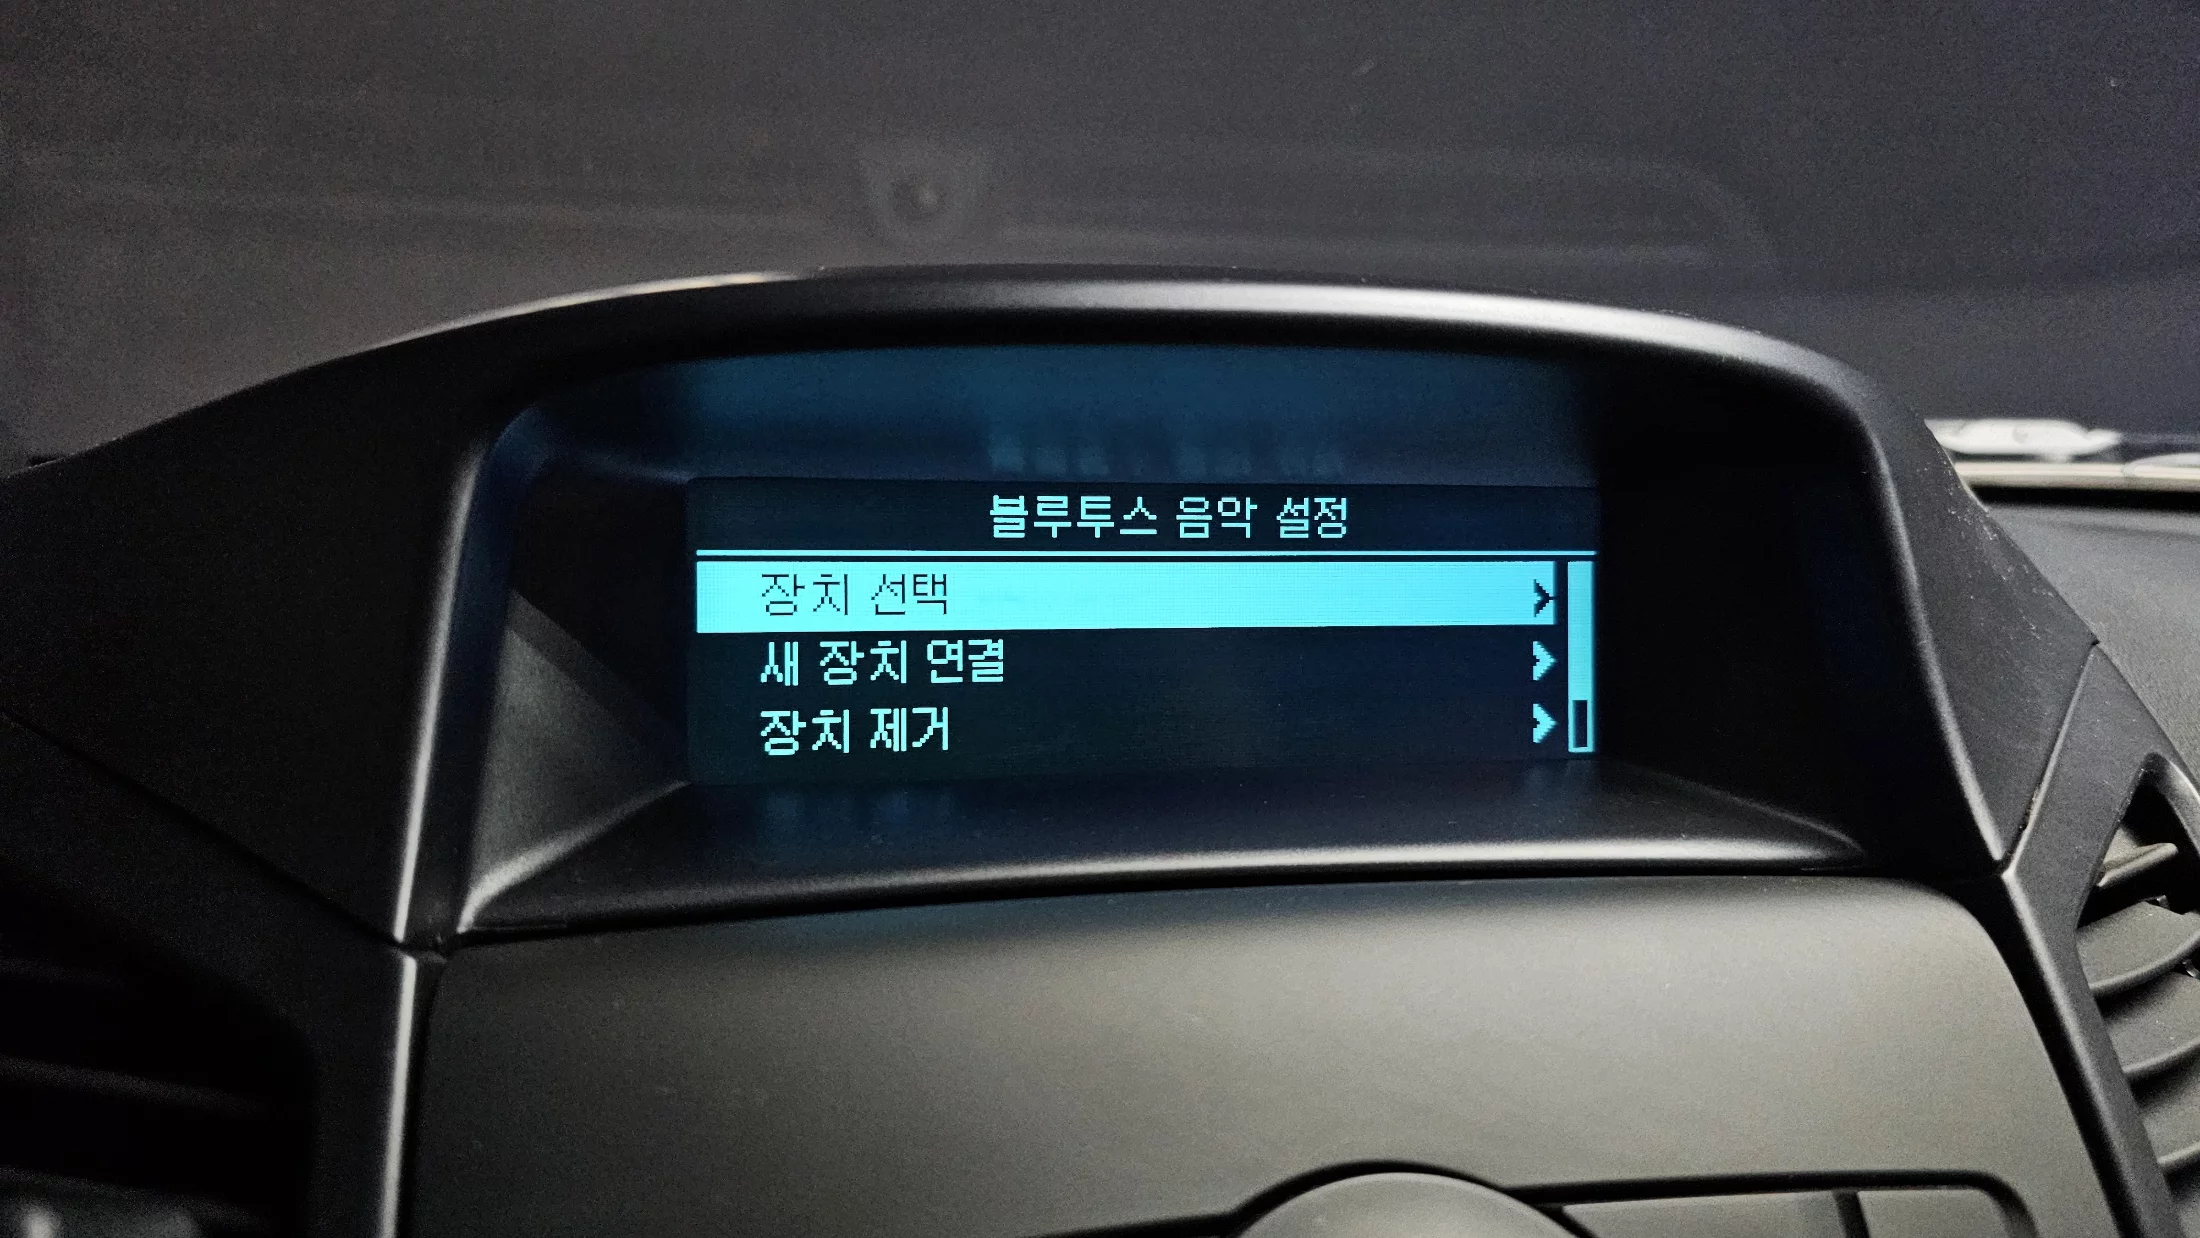 블루투스 음악 설정
장치 선택
새 장치 연결
장치 제거